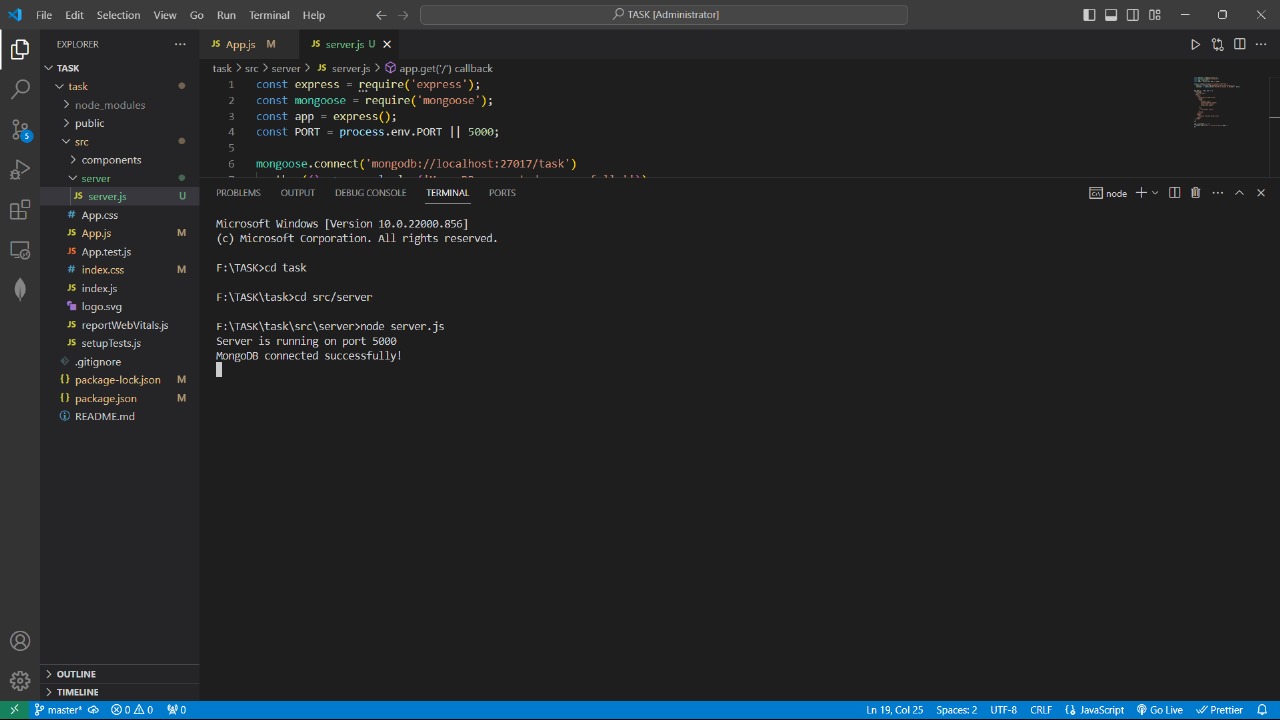 File Edit Selection View Go Run Terminal Help
TASK [Administrator]
EXPLORER
App.js M
server.js U
TASK
task > src > server > JS server.js > app.get('/') callback
task
node_modules
public
src
components
server
JS server.js U
# App.css
JS App.js M
JS App.test.js
# index.css M
JS index.js
logo.svg
JS reportWebVitals.js
JS setupTests.js
.gitignore
{} package-lock.json M
{} package.json M
README.md
OUTLINE
TIMELINE
5
1 const express = require('express');
2 const mongoose = require('mongoose');
3 const app = express();
4 const PORT = process.env.PORT || 5000;
5
6 mongoose.connect('mongodb://localhost:27017/task')
PROBLEMS OUTPUT DEBUG CONSOLE TERMINAL PORTS
node
Microsoft Windows [Version 10.0.22000.856]
(c) Microsoft Corporation. All rights reserved.
F:\TASK>cd task
F:\TASK\task>cd src/server
F:\TASK\task\src\server>node server.js
Server is running on port 5000
MongoDB connected successfully!
master* 0 0 0
Ln 19, Col 25 Spaces: 2 UTF-8 CRLF {} JavaScript Go Live Prettier